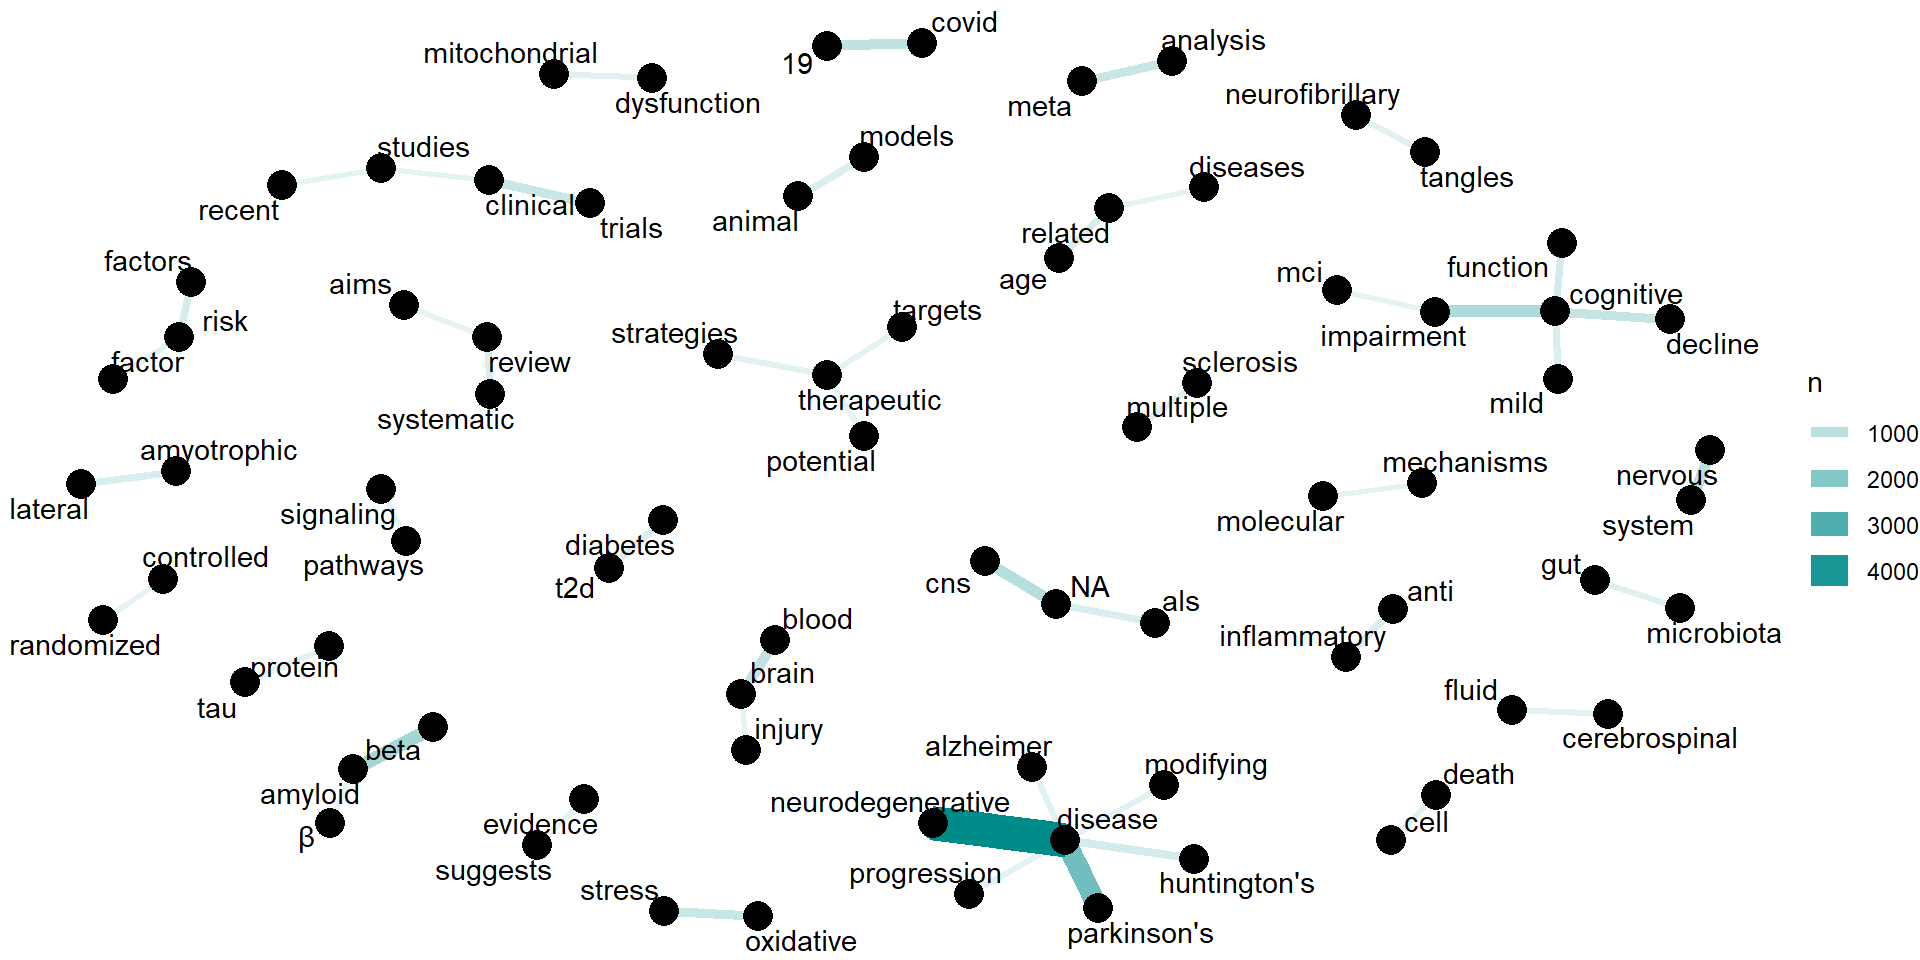 covid
analysis
mitochondrial
19
neurofibrillary
dysfunction
meta
models
studies
diseases
tangles
clinical
recent
animal
trials
related
factors
function
mci
age
aims
cognitive
targets
risk
strategies
impairment
decline
factor
review
sclerosis
n
therapeutic
mild
multiple
systematic
1000
amyotrophic
potential
mechanisms
nervous
2000
lateral
signaling
molecular
system
3000
diabetes
controlled
pathways
gut
4000
cns
t2d
NA
anti
als
blood
inflammatory
microbiota
randomized
protein
brain
fluid
tau
injury
cerebrospinal
beta
alzheimer
modifying
death
amyloid
neurodegenerative
disease
cell
evidence
β
suggests
progression
huntington's
stress
parkinson's
oxidative